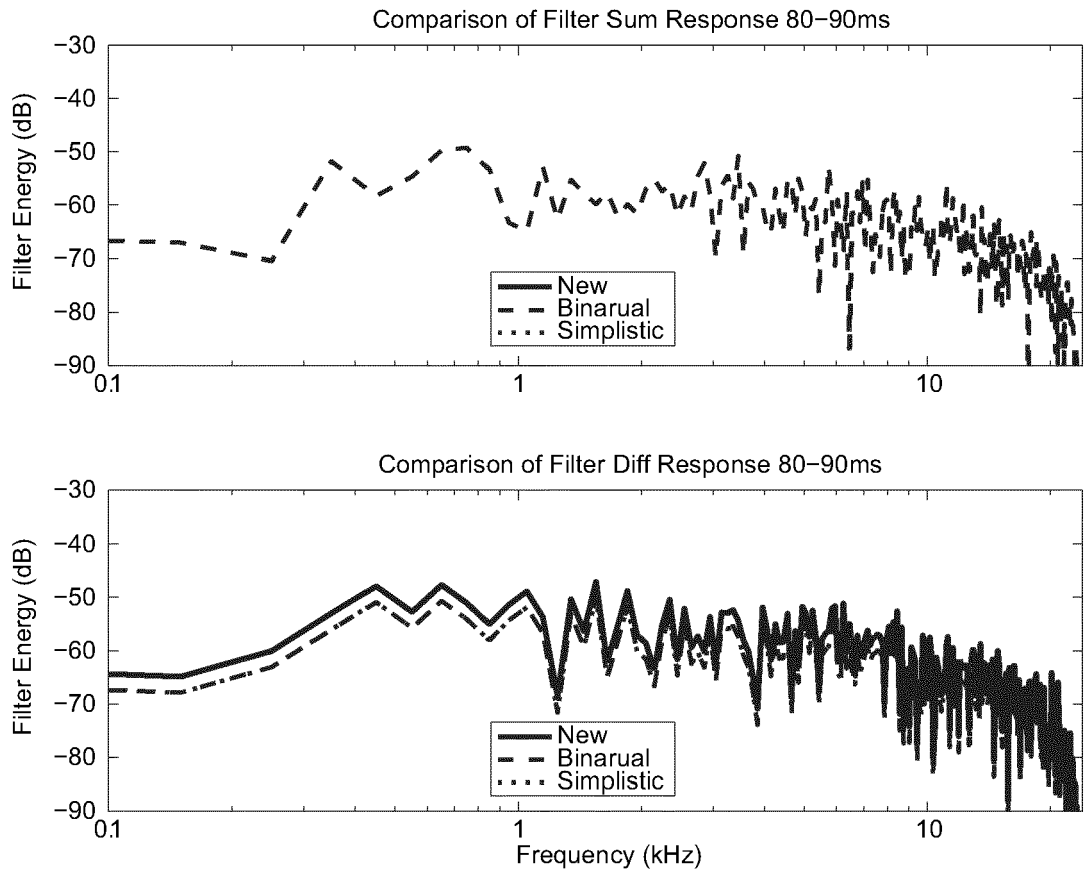 Comparison of Filter Sum Response 80−90ms
Filter Energy (dB)
−30
−40
−50
−60
−70
−80
−90
New
Binarual
Simplistic
0.1
1
10
Comparison of Filter Diff Response 80−90ms
Filter Energy (dB)
−30
−40
−50
−60
−70
−80
−90
New
Binarual
Simplistic
0.1
1
10
Frequency (kHz)